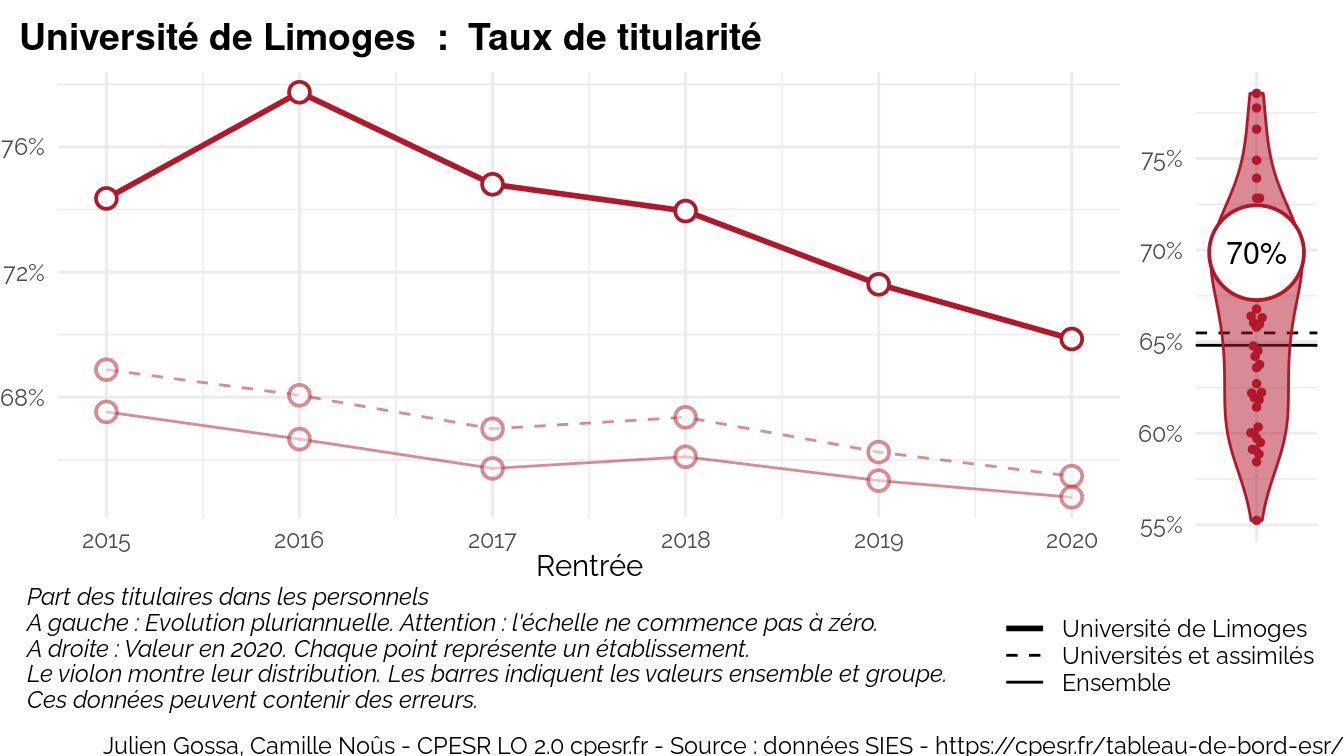 Université de Limoges : Taux de titularité
76%
72%
68%
2015 2016 2017 2018 2019 2020
Rentrée
75%
70%
65%
60%
55%
70%
Part des titulaires dans les personnels
A gauche : Evolution pluriannuelle. Attention : l'échelle ne commence pas à zéro.
A droite : Valeur en 2020. Chaque point représente un établissement.
Le violon montre leur distribution. Les barres indiquent les valeurs ensemble et groupe.
Ces données peuvent contenir des erreurs.
Université de Limoges
Universités et assimilés
Ensemble
Julien Gossa, Camille Noûs - CPESR LO 2.0 cpesr.fr - Source : données SIES - https://cpesr.fr/tableau-de-bord-esr/